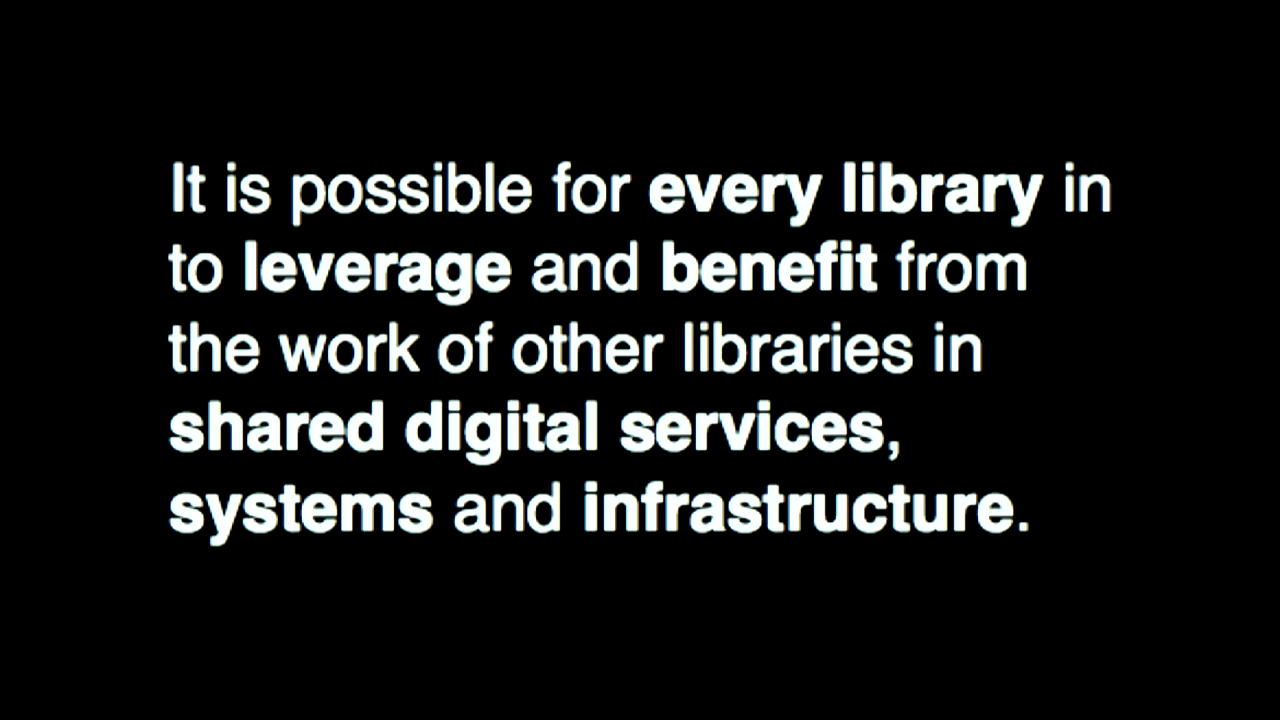 It is possible for every library in
to leverage and benefit from
the work of other libraries in
shared digital services,
systems and infrastructure.